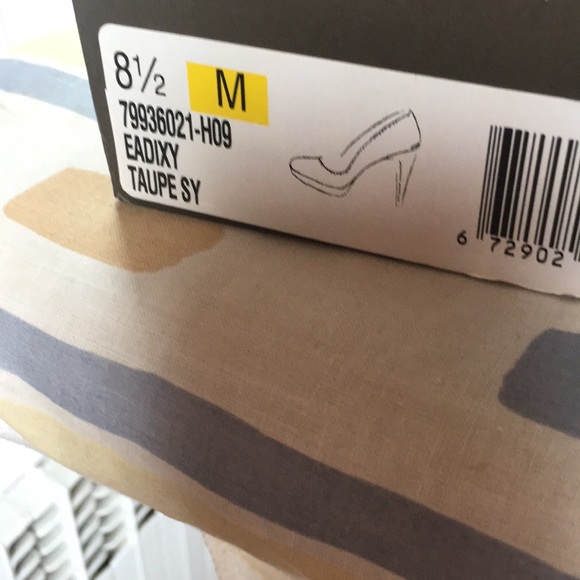 8½ M
79936021-H09
EADIXY
TAUPE SY
6 72902